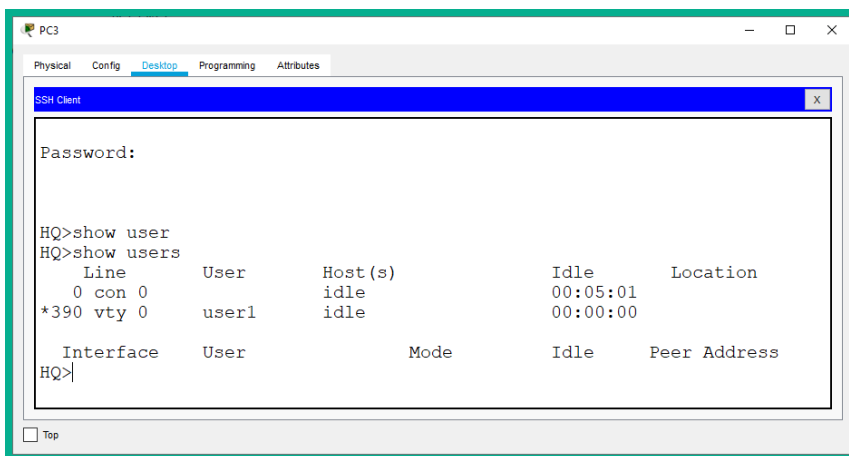 PC3
Physical Config Desktop Programming Attributes
SSH Client X
Password:
HQ>show user
HQ>show users
Line User Host(s) Idle Location
0 con 0 idle 00:05:01
*390 vty 0 user1 idle 00:00:00
Interface User Mode Idle Peer Address
HQ>
Top